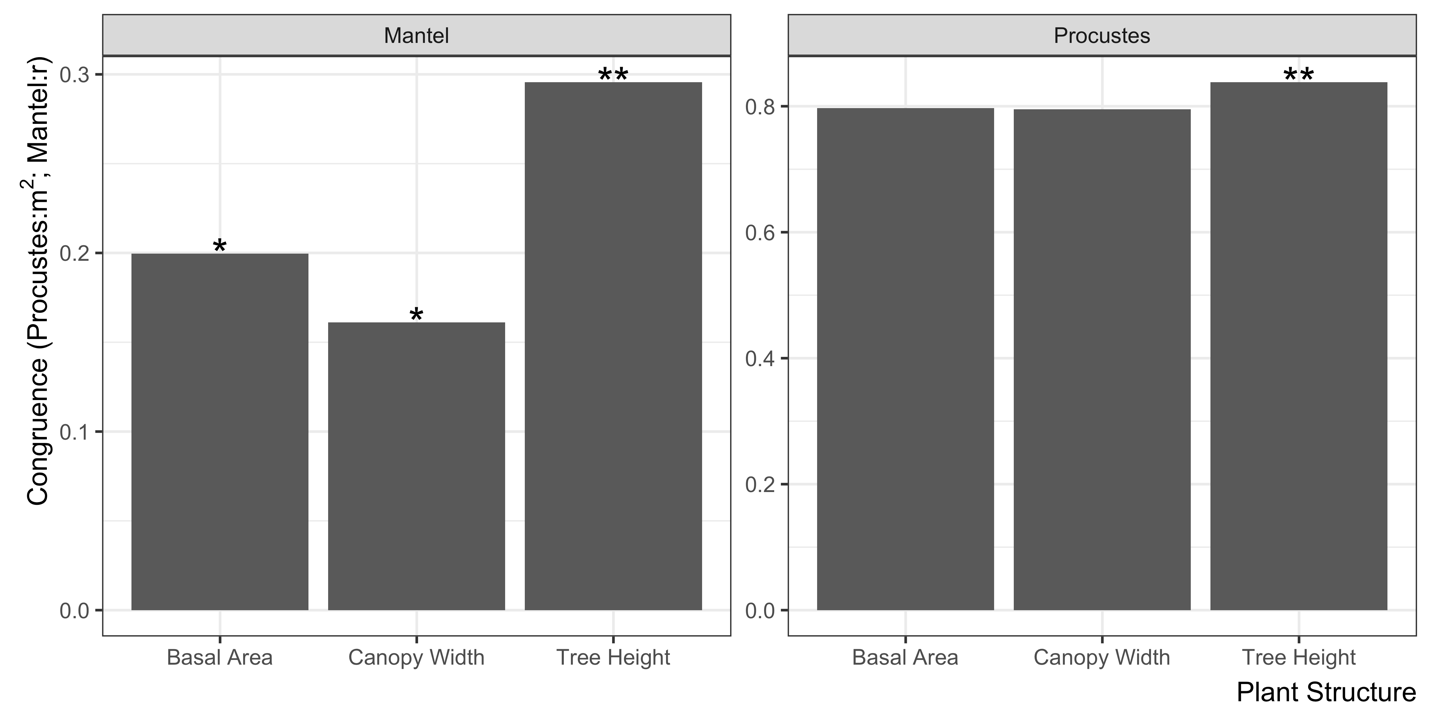 Mantel
Procustes
Congruence (Procustes:m²; Mantel:r)
0.3
0.2
0.1
0.0
**
*
*
0.8
0.6
0.4
0.2
0.0
**
Basal Area Canopy Width Tree Height
Basal Area Canopy Width Tree Height
Plant Structure